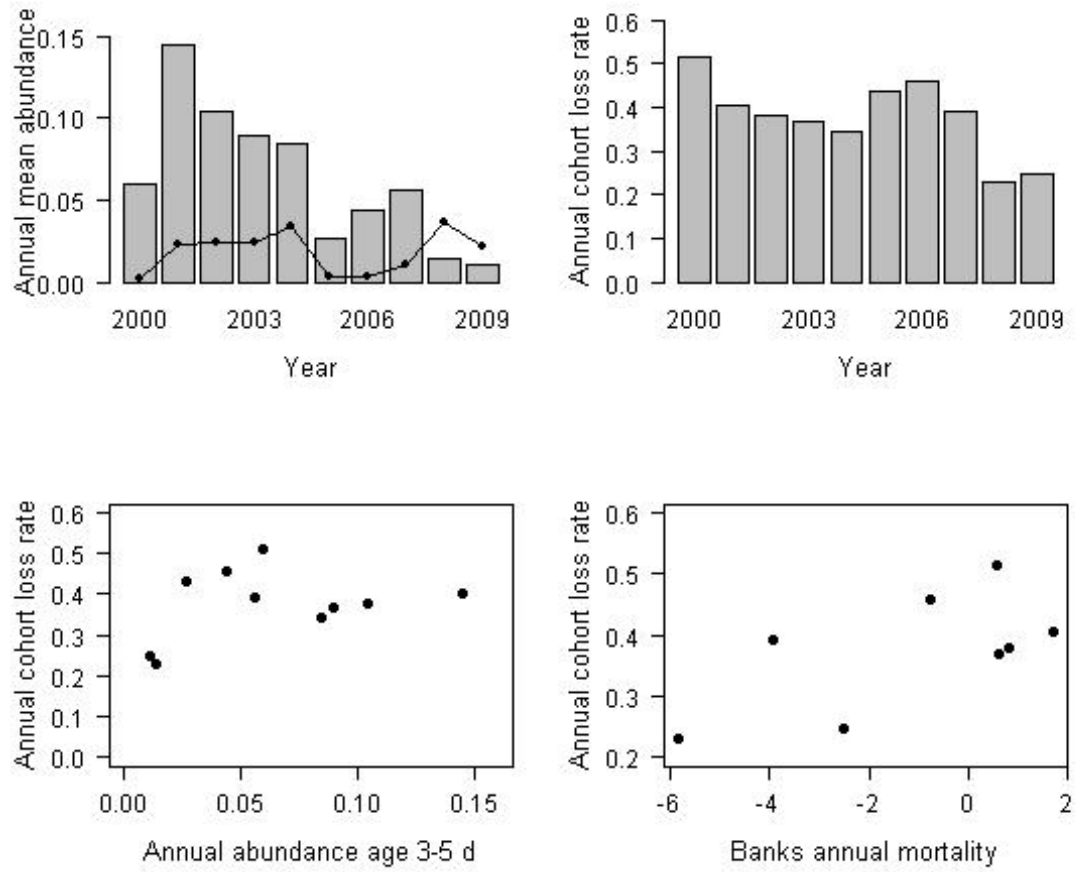 Annual mean abundance
0.15
0.10
0.05
0.00
2000 2003 2006 2009
Year
Annual cohort loss rate
0.6
0.5
0.4
0.3
0.2
0.1
0.0
2000 2003 2006 2009
Year
Annual cohort loss rate
0.6
0.5
0.4
0.3
0.2
0.1
0.0
0.00 0.05 0.10 0.15
Annual abundance age 3-5 d
Annual cohort loss rate
0.6
0.5
0.4
0.3
0.2
-6 -4 -2 0 2
Banks annual mortality